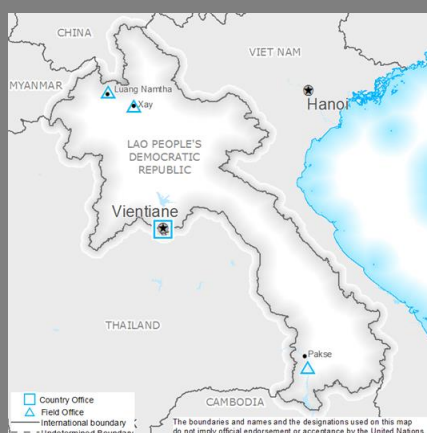 CHINA
VIET NAM
MYANMAR
Luang Namtha
Xay
Hanoi
LAO PEOPLE'S
DEMOCRATIC
REPUBLIC
Vientiane
THAILAND
Pakse
CAMBODIA
Country Office
Field Office
International boundary
Undetermined Boundary
The boundaries and names and the designations used on this map
do not imply official endorsement or acceptance by the United Nations.